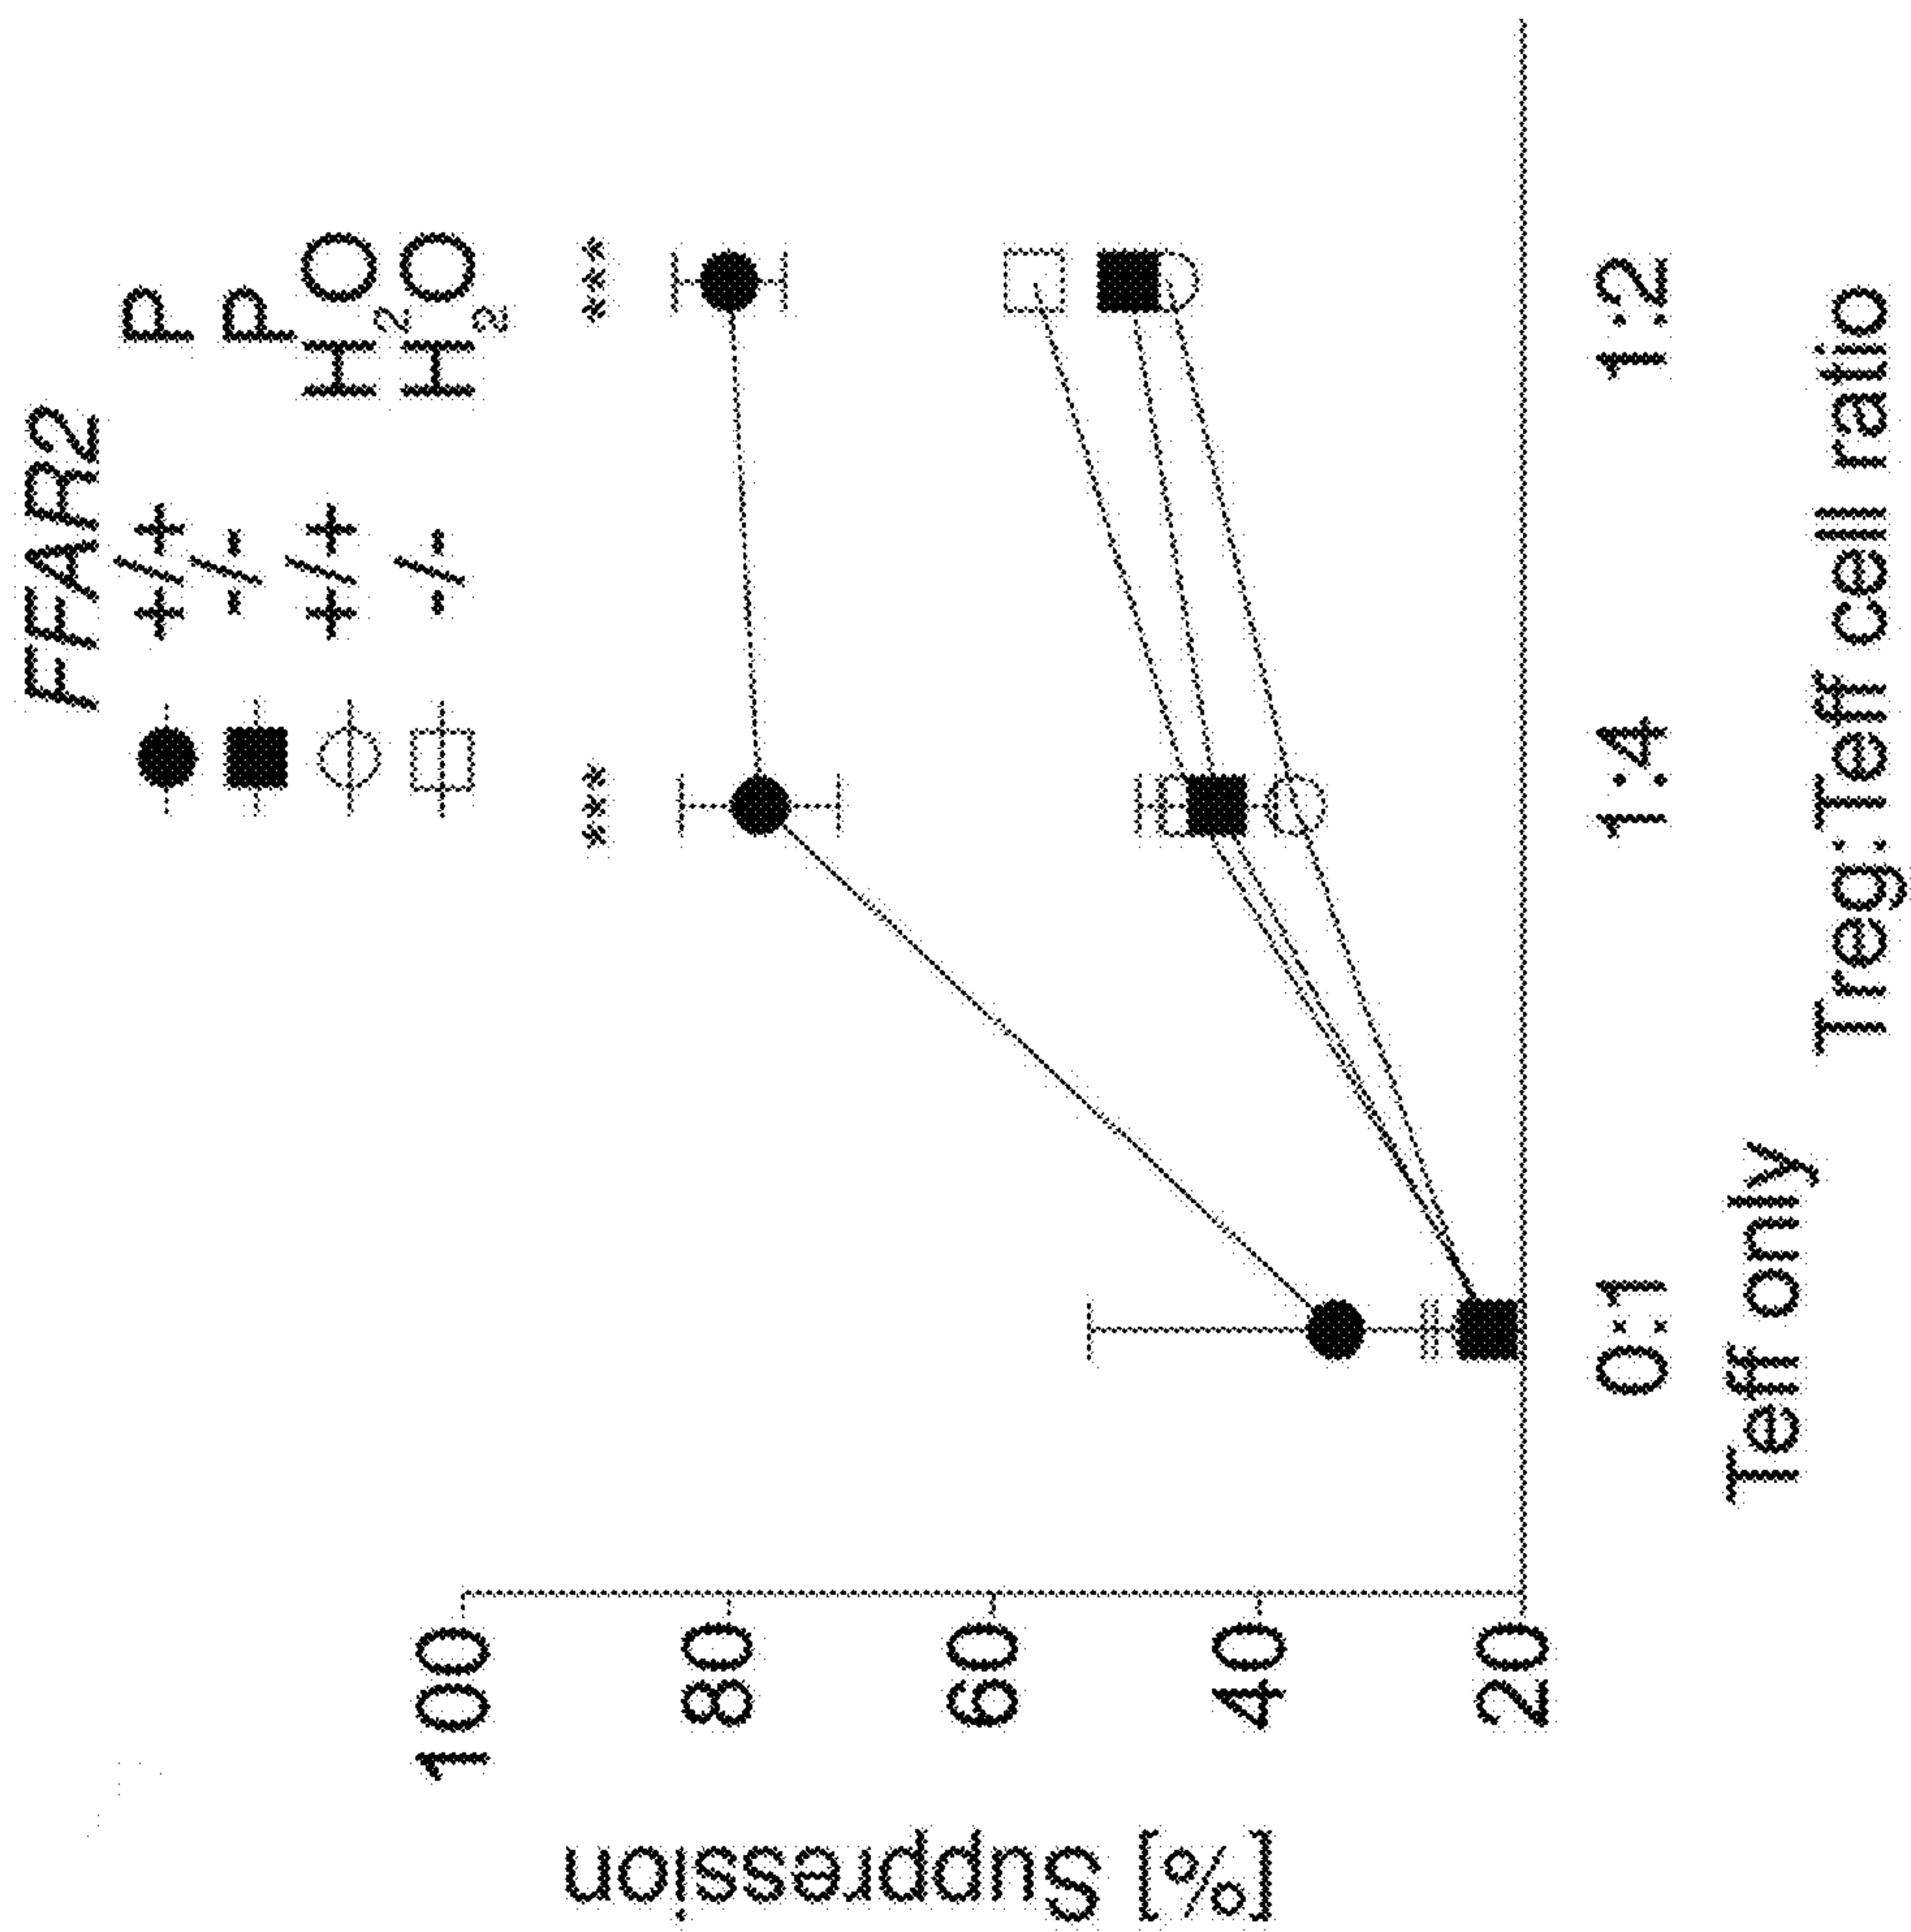 FFAR2
+/+ P
-/- P
+/+ H₂O
-/- H₂O
[%] Suppression
100
80
60
40
20
*** ***
0:1 1:4 1:2
Teff only
Treg:Teff cell ratio